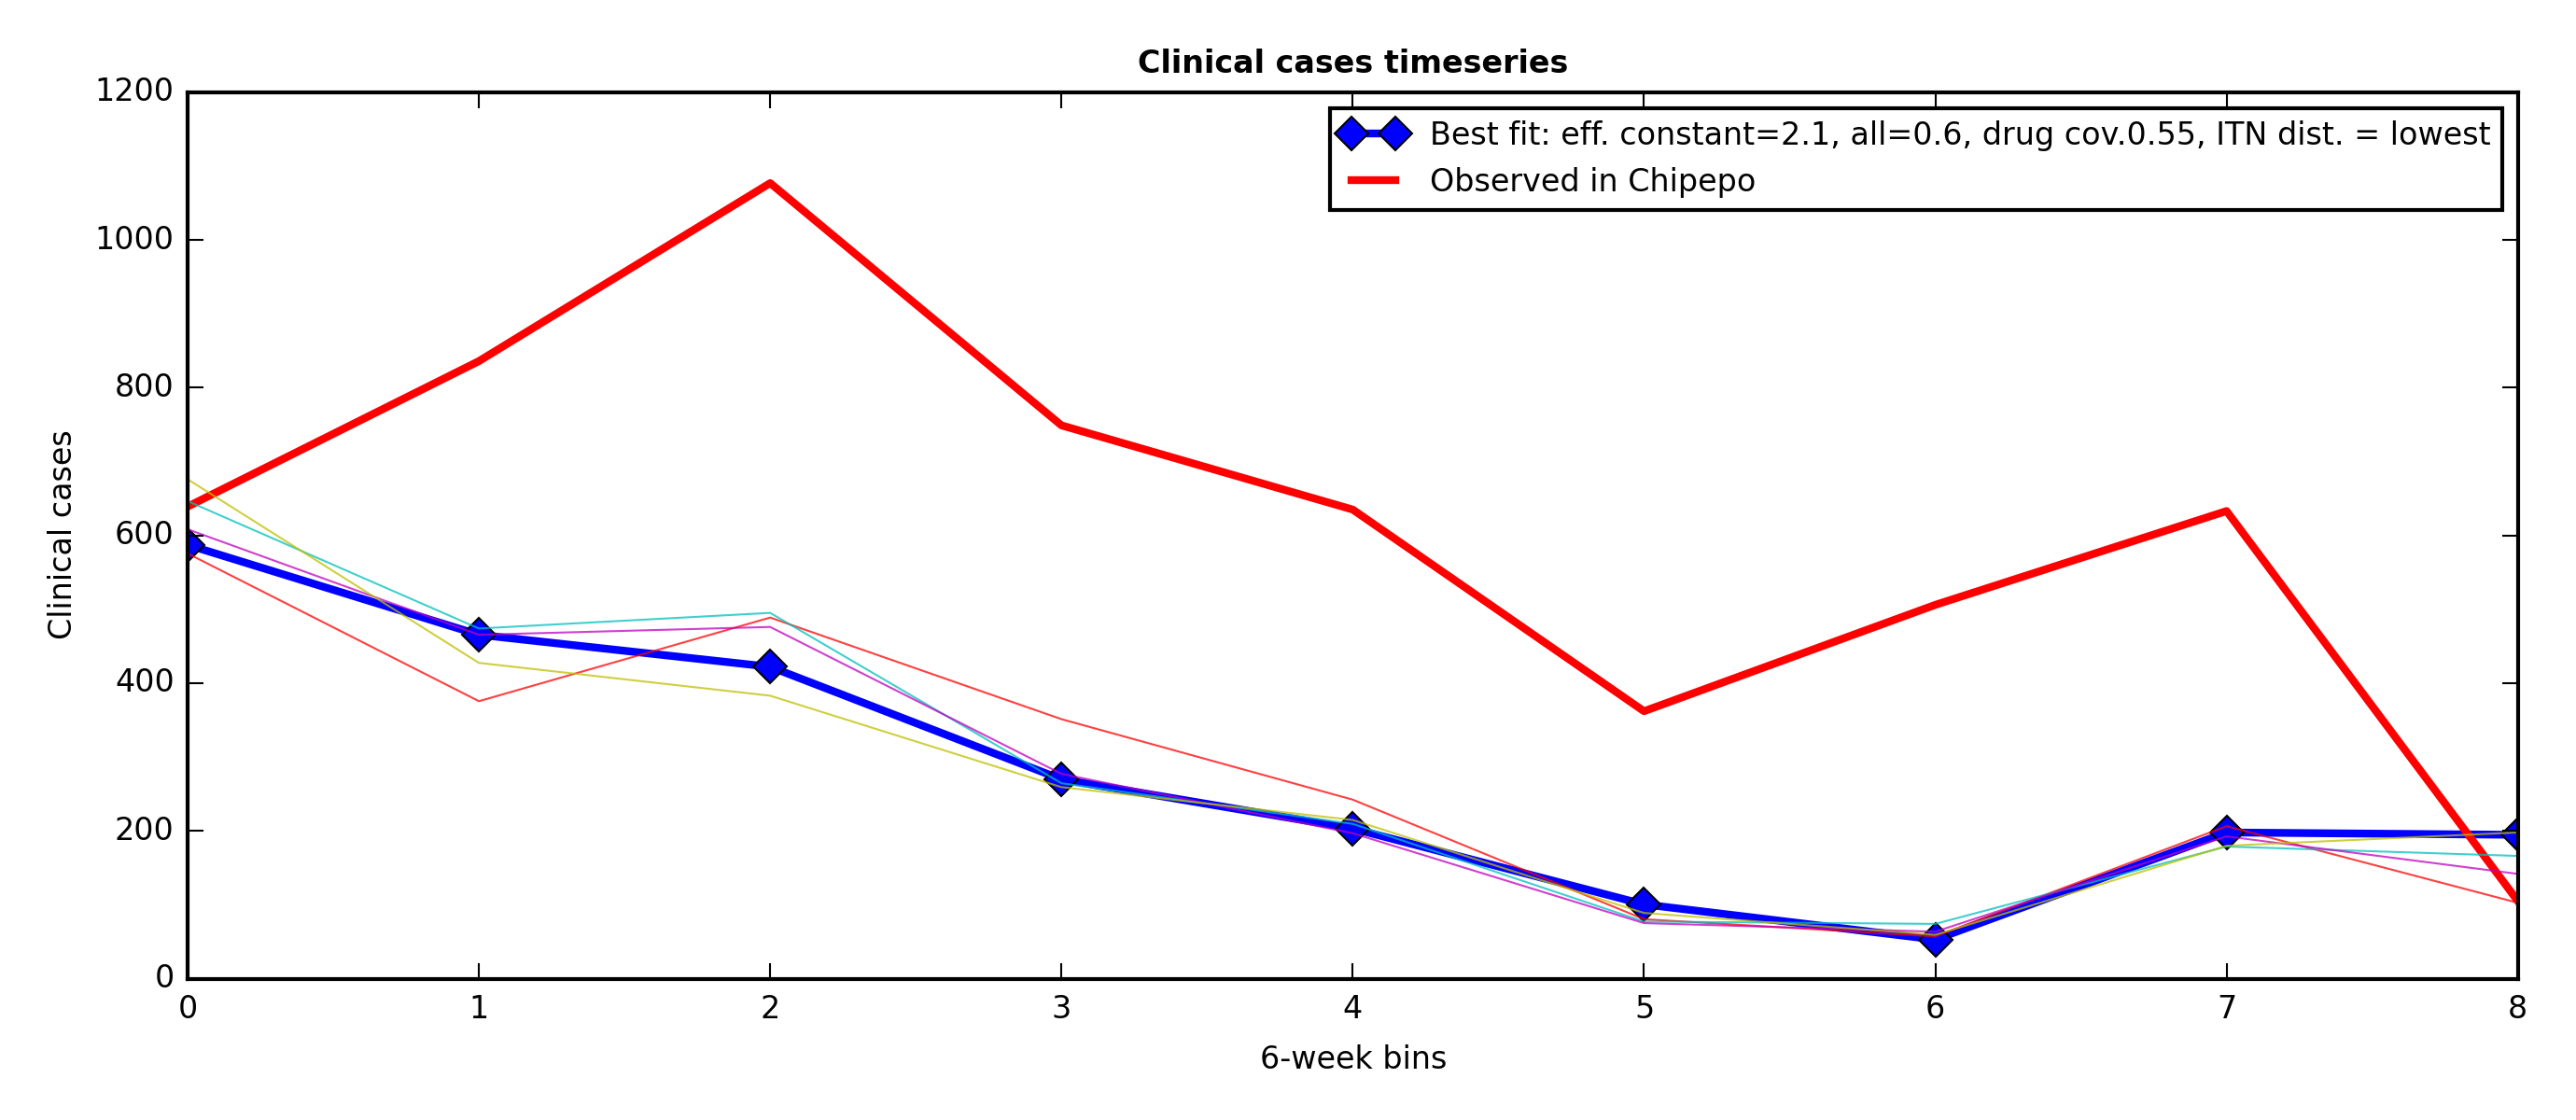 Clinical cases timeseries
1200
1000
800
600
400
200
0
Clinical cases
Best fit: eff. constant=2.1, all=0.6, drug cov.0.55, ITN dist. = lowest
Observed in Chipepo
0 1 2 3 4 5 6 7 8
6-week bins